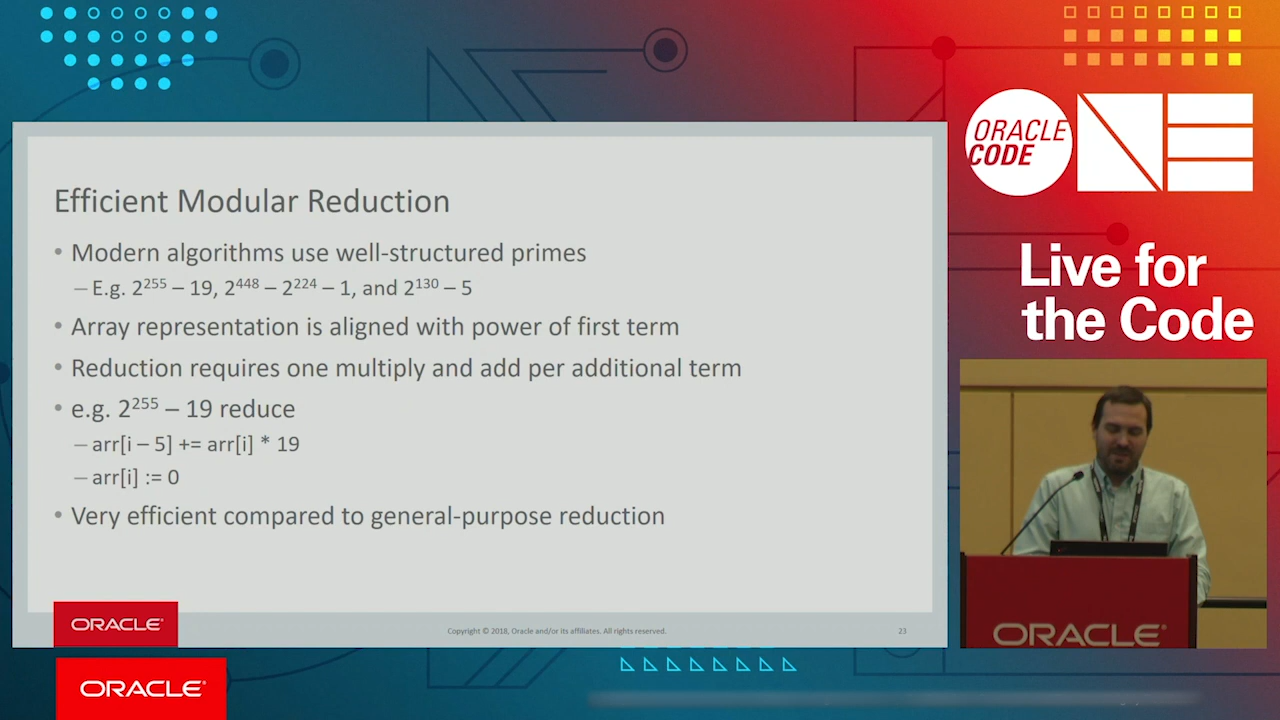 ORACLE
CODE
ONE
Live for
the Code
Efficient Modular Reduction
• Modern algorithms use well-structured primes
– E.g. 2²⁵⁵ – 19, 2⁴⁴⁸ – 2²²⁴ – 1, and 2¹³⁰ – 5
• Array representation is aligned with power of first term
• Reduction requires one multiply and add per additional term
• e.g. 2²⁵⁵ – 19 reduce
– arr[i – 5] += arr[i] * 19
– arr[i] := 0
• Very efficient compared to general-purpose reduction
ORACLE®
Copyright © 2018, Oracle and/or its affiliates. All rights reserved.
23
ORACLE®
ORACLE®